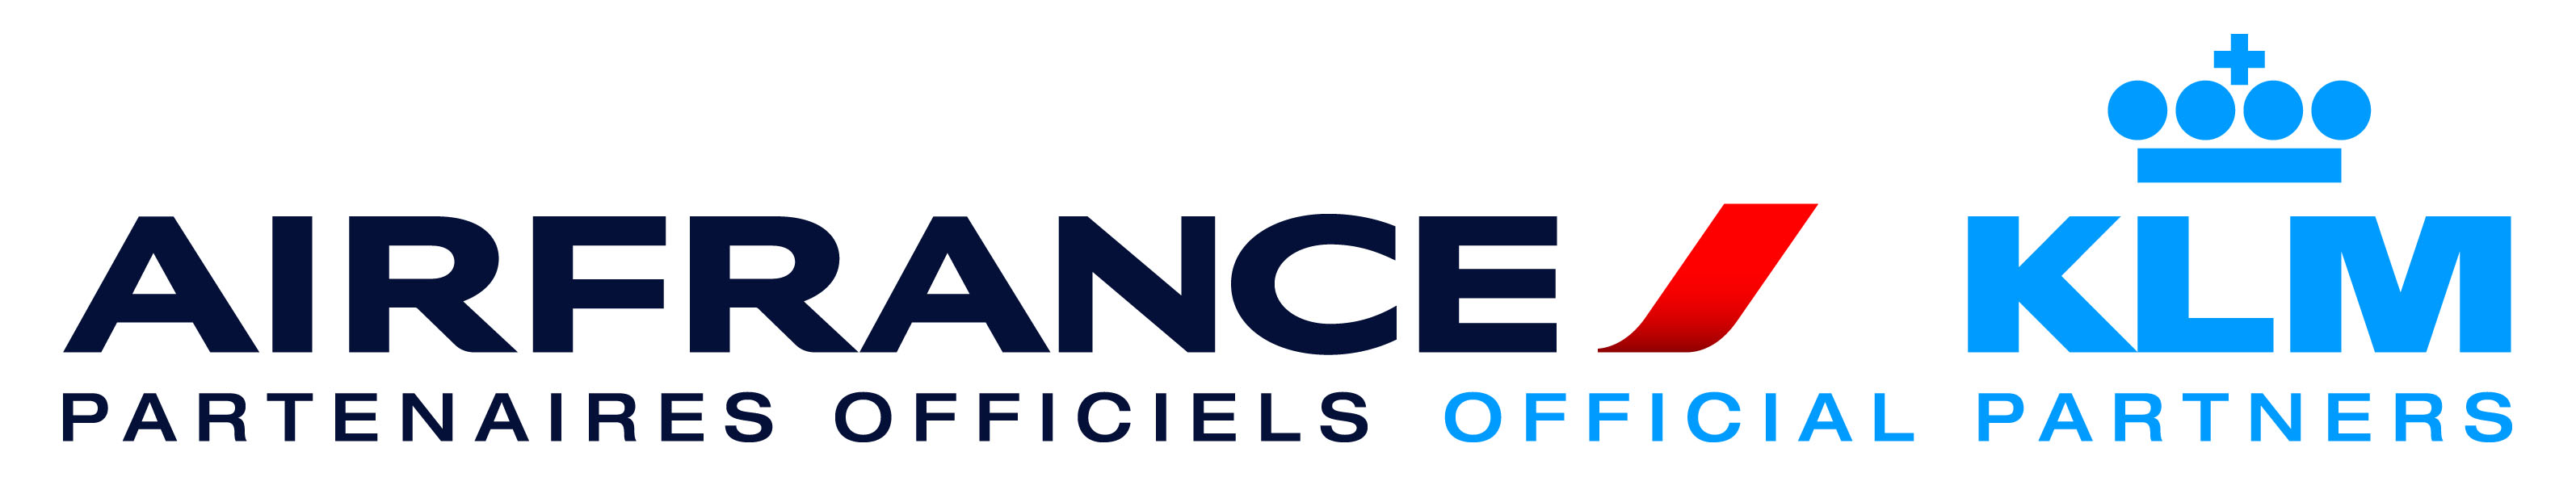 AIRFRANCE KLM
PARTENAIRES OFFICIELS OFFICIAL PARTNERS